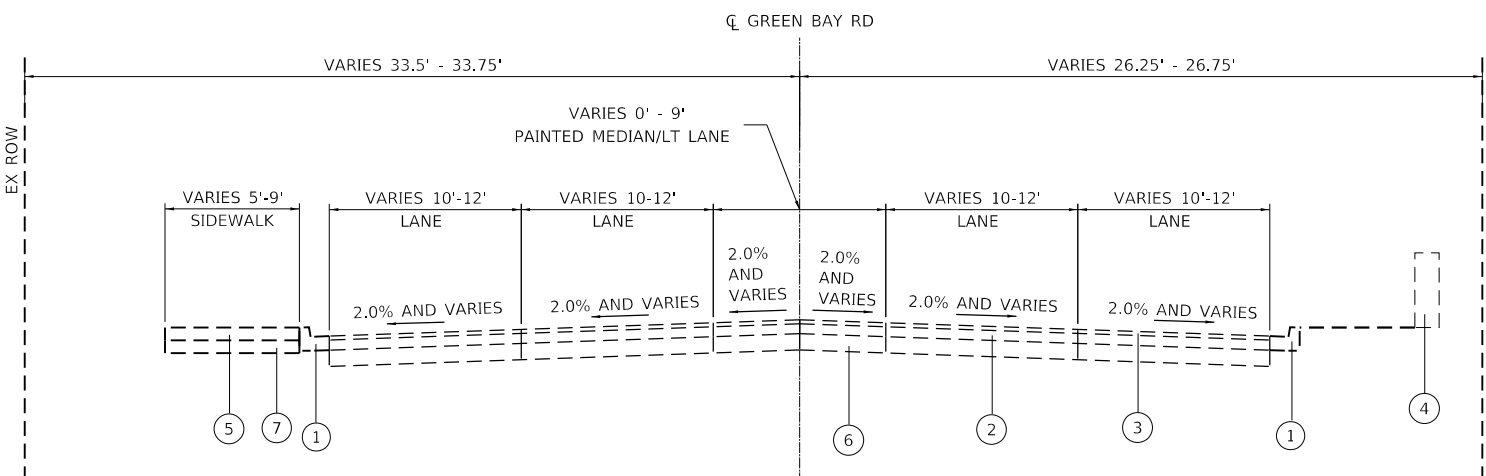 ℄ GREEN BAY RD
VARIES 33.5' - 33.75'
VARIES 26.25' - 26.75'
VARIES 0' - 9'
PAINTED MEDIAN/LT LANE
EX ROW
VARIES 5'-9'
SIDEWALK
VARIES 10'-12'
LANE
VARIES 10-12'
LANE
VARIES 10-12'
LANE
VARIES 10'-12'
LANE
2.0% AND VARIES
2.0% AND VARIES
2.0%
AND
VARIES
2.0%
AND
VARIES
2.0% AND VARIES
2.0% AND VARIES
5
7
1
6
2
3
1
4